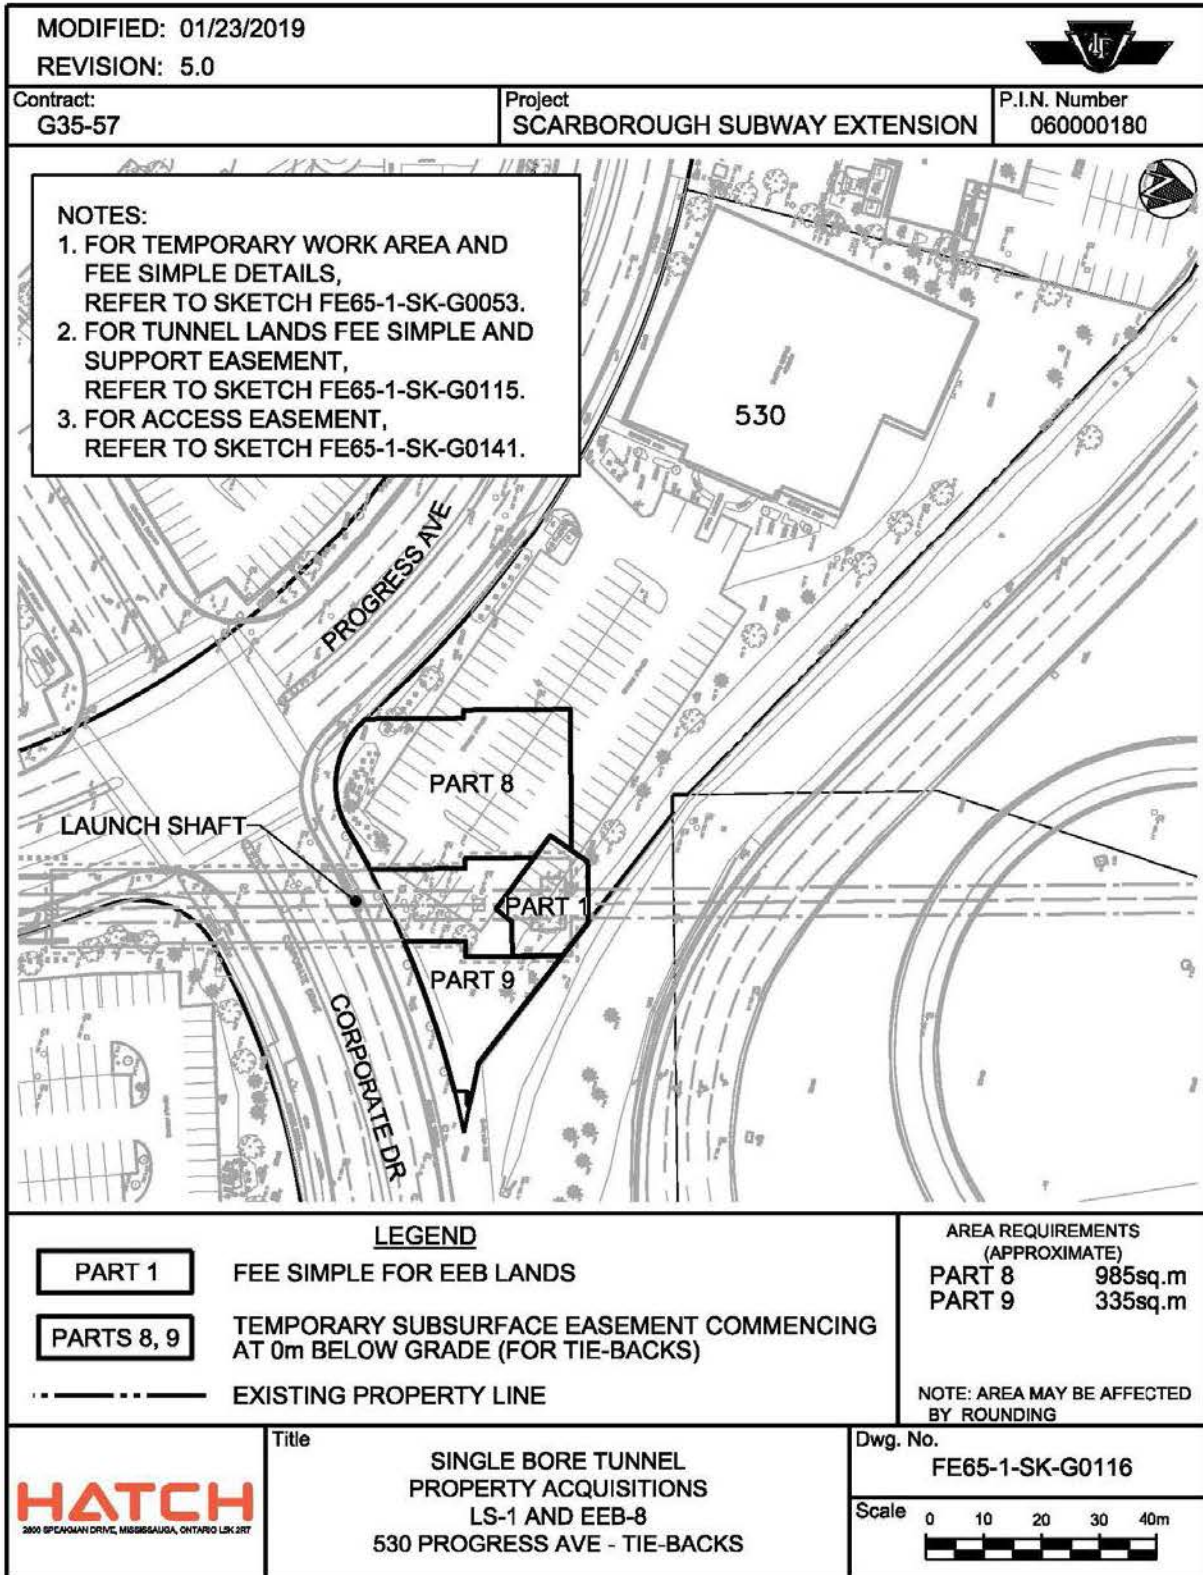 MODIFIED: 01/23/2019
REVISION: 5.0
Contract:
G35-57
Project
SCARBOROUGH SUBWAY EXTENSION
P.I.N. Number
060000180
NOTES:
1. FOR TEMPORARY WORK AREA AND
FEE SIMPLE DETAILS,
REFER TO SKETCH FE65-1-SK-G0053.
2. FOR TUNNEL LANDS FEE SIMPLE AND
SUPPORT EASEMENT,
REFER TO SKETCH FE65-1-SK-G0115.
3. FOR ACCESS EASEMENT,
REFER TO SKETCH FE65-1-SK-G0141.
530
PROGRESS AVE
PART 8
LAUNCH SHAFT
PART 1
PART 9
CORPORATE DR
LEGEND
PART 1
FEE SIMPLE FOR EEB LANDS
PARTS 8, 9
TEMPORARY SUBSURFACE EASEMENT COMMENCING
AT 0m BELOW GRADE (FOR TIE-BACKS)
EXISTING PROPERTY LINE
AREA REQUIREMENTS
(APPROXIMATE)
PART 8 985sq.m
PART 9 335sq.m
NOTE: AREA MAY BE AFFECTED
BY ROUNDING
HATCH
2800 SPEAKMAN DRIVE, MISSISSAUGA, ONTARIO L5K 2R7
Title
SINGLE BORE TUNNEL
PROPERTY ACQUISITIONS
LS-1 AND EEB-8
530 PROGRESS AVE - TIE-BACKS
Dwg. No.
FE65-1-SK-G0116
Scale
0 10 20 30 40m